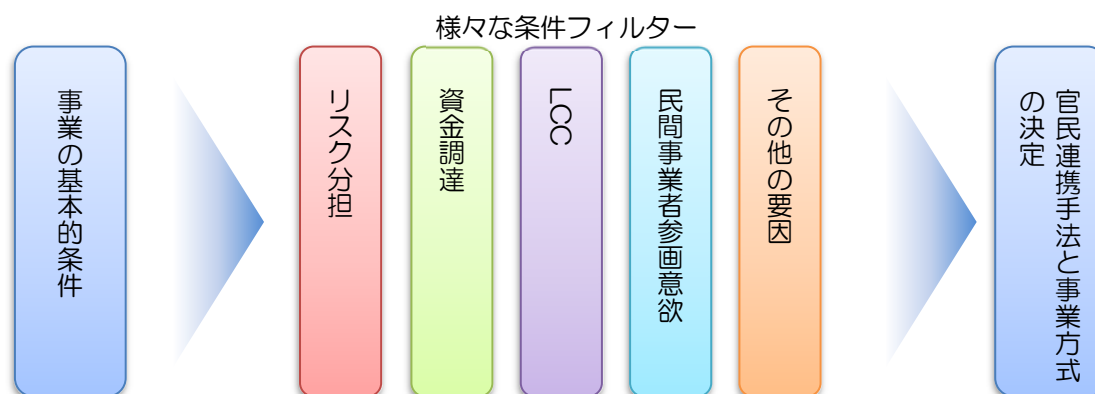 様々な条件フィルター
事業の基本的条件
リスク分担
資金調達
LCC
民間事業者参画意欲
その他の要因
官民連携手法と事業方式
の決定